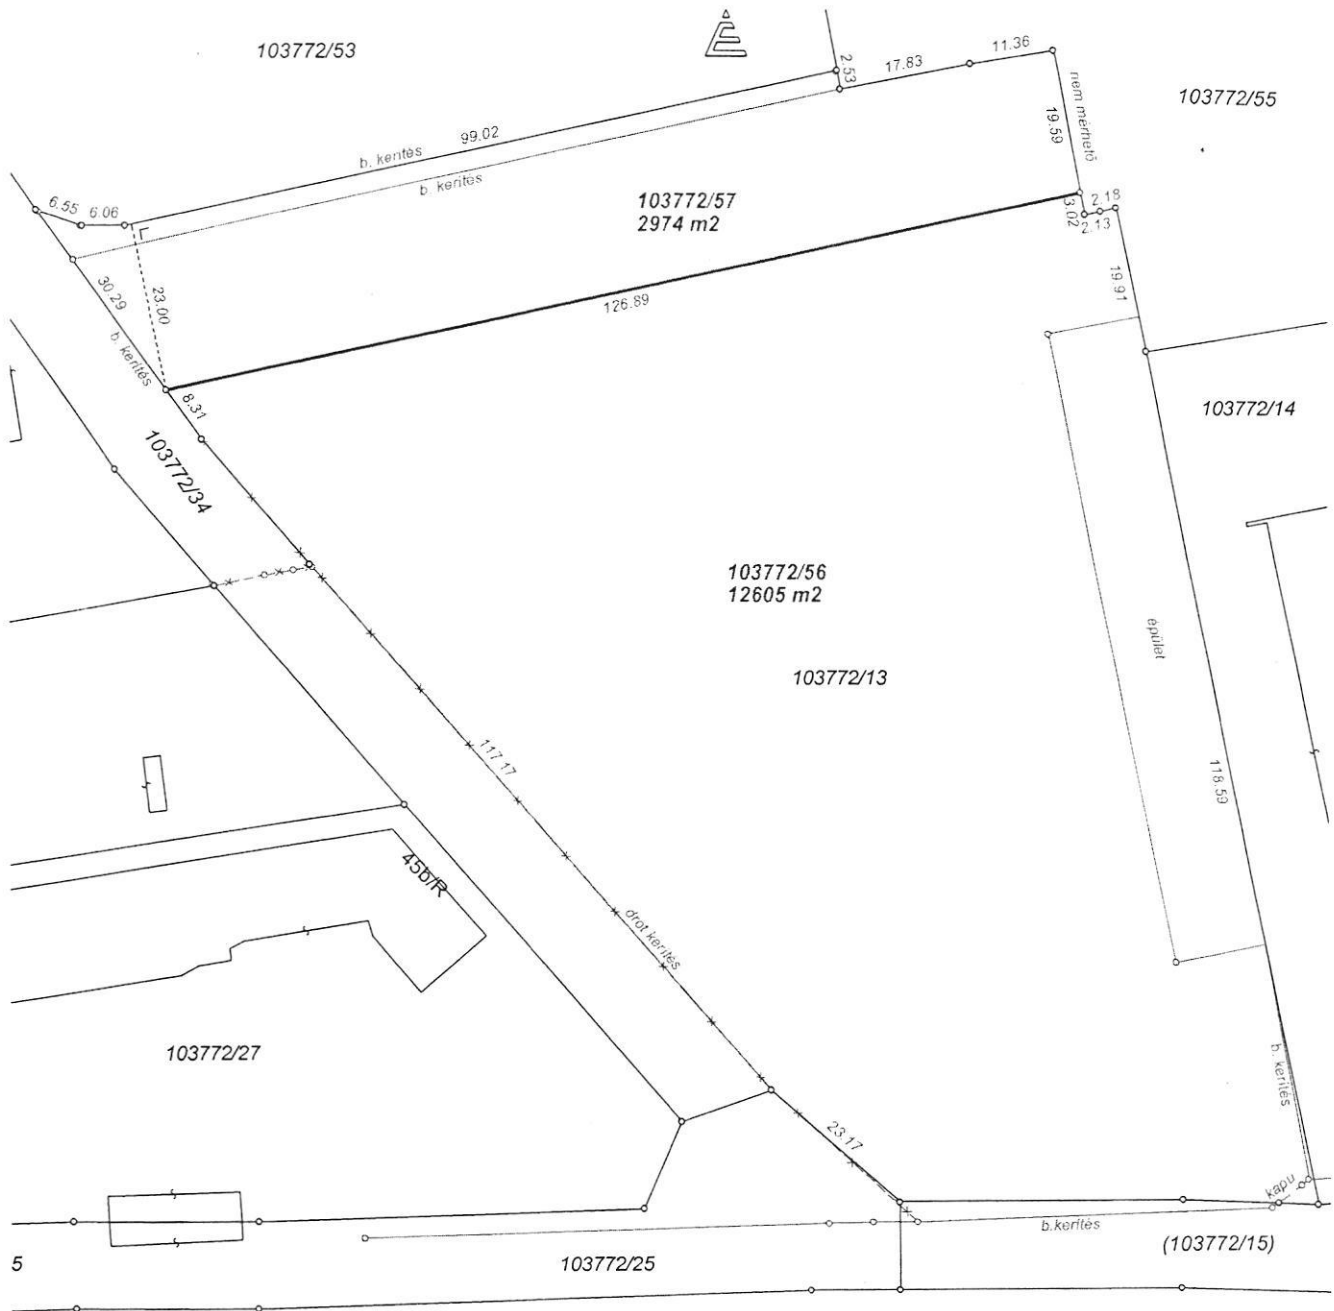 103772/53
2.53
17.83
11.36
103772/55
99.02
b. kerítés
b. kerítés
nem mérhető
19.59
6.55
6.06
103772/57
2974 m2
3.02
2.18
2.13
30.29
23.00
126.89
19.91
b. kerítés
8.31
103772/14
103772/34
103772/56
12605 m2
épület
103772/13
117.17
118.59
45b/R
drót kerítés
103772/27
b. kerítés
23.17
kapu
b.kerítés
5
103772/25
(103772/15)